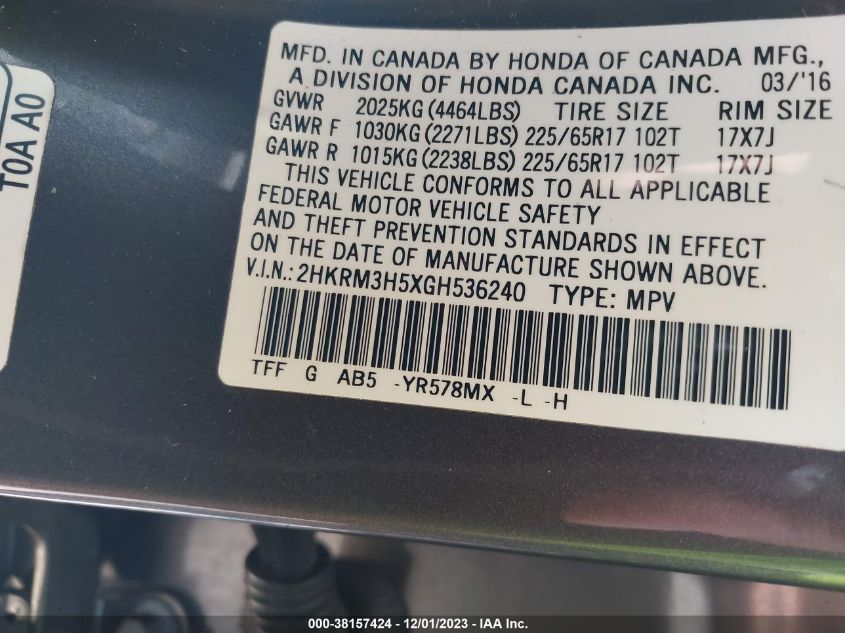 MFD. IN CANADA BY HONDA OF CANADA MFG.,
A DIVISION OF HONDA CANADA INC. 03/'16
GVWR 2025KG (4464LBS) TIRE SIZE RIM SIZE
GAWR F 1030KG (2271LBS) 225/65R17 102T 17X7J
GAWR R 1015KG (2238LBS) 225/65R17 102T 17X7J
THIS VEHICLE CONFORMS TO ALL APPLICABLE
FEDERAL MOTOR VEHICLE SAFETY
AND THEFT PREVENTION STANDARDS IN EFFECT
ON THE DATE OF MANUFACTURE SHOWN ABOVE.
V.I.N.: 2HKRM3H5XGH536240 TYPE: MPV
TFF G AB5 -YR578MX -L -H
T0A A0
000-38157424 - 12/01/2023 - IAA Inc.